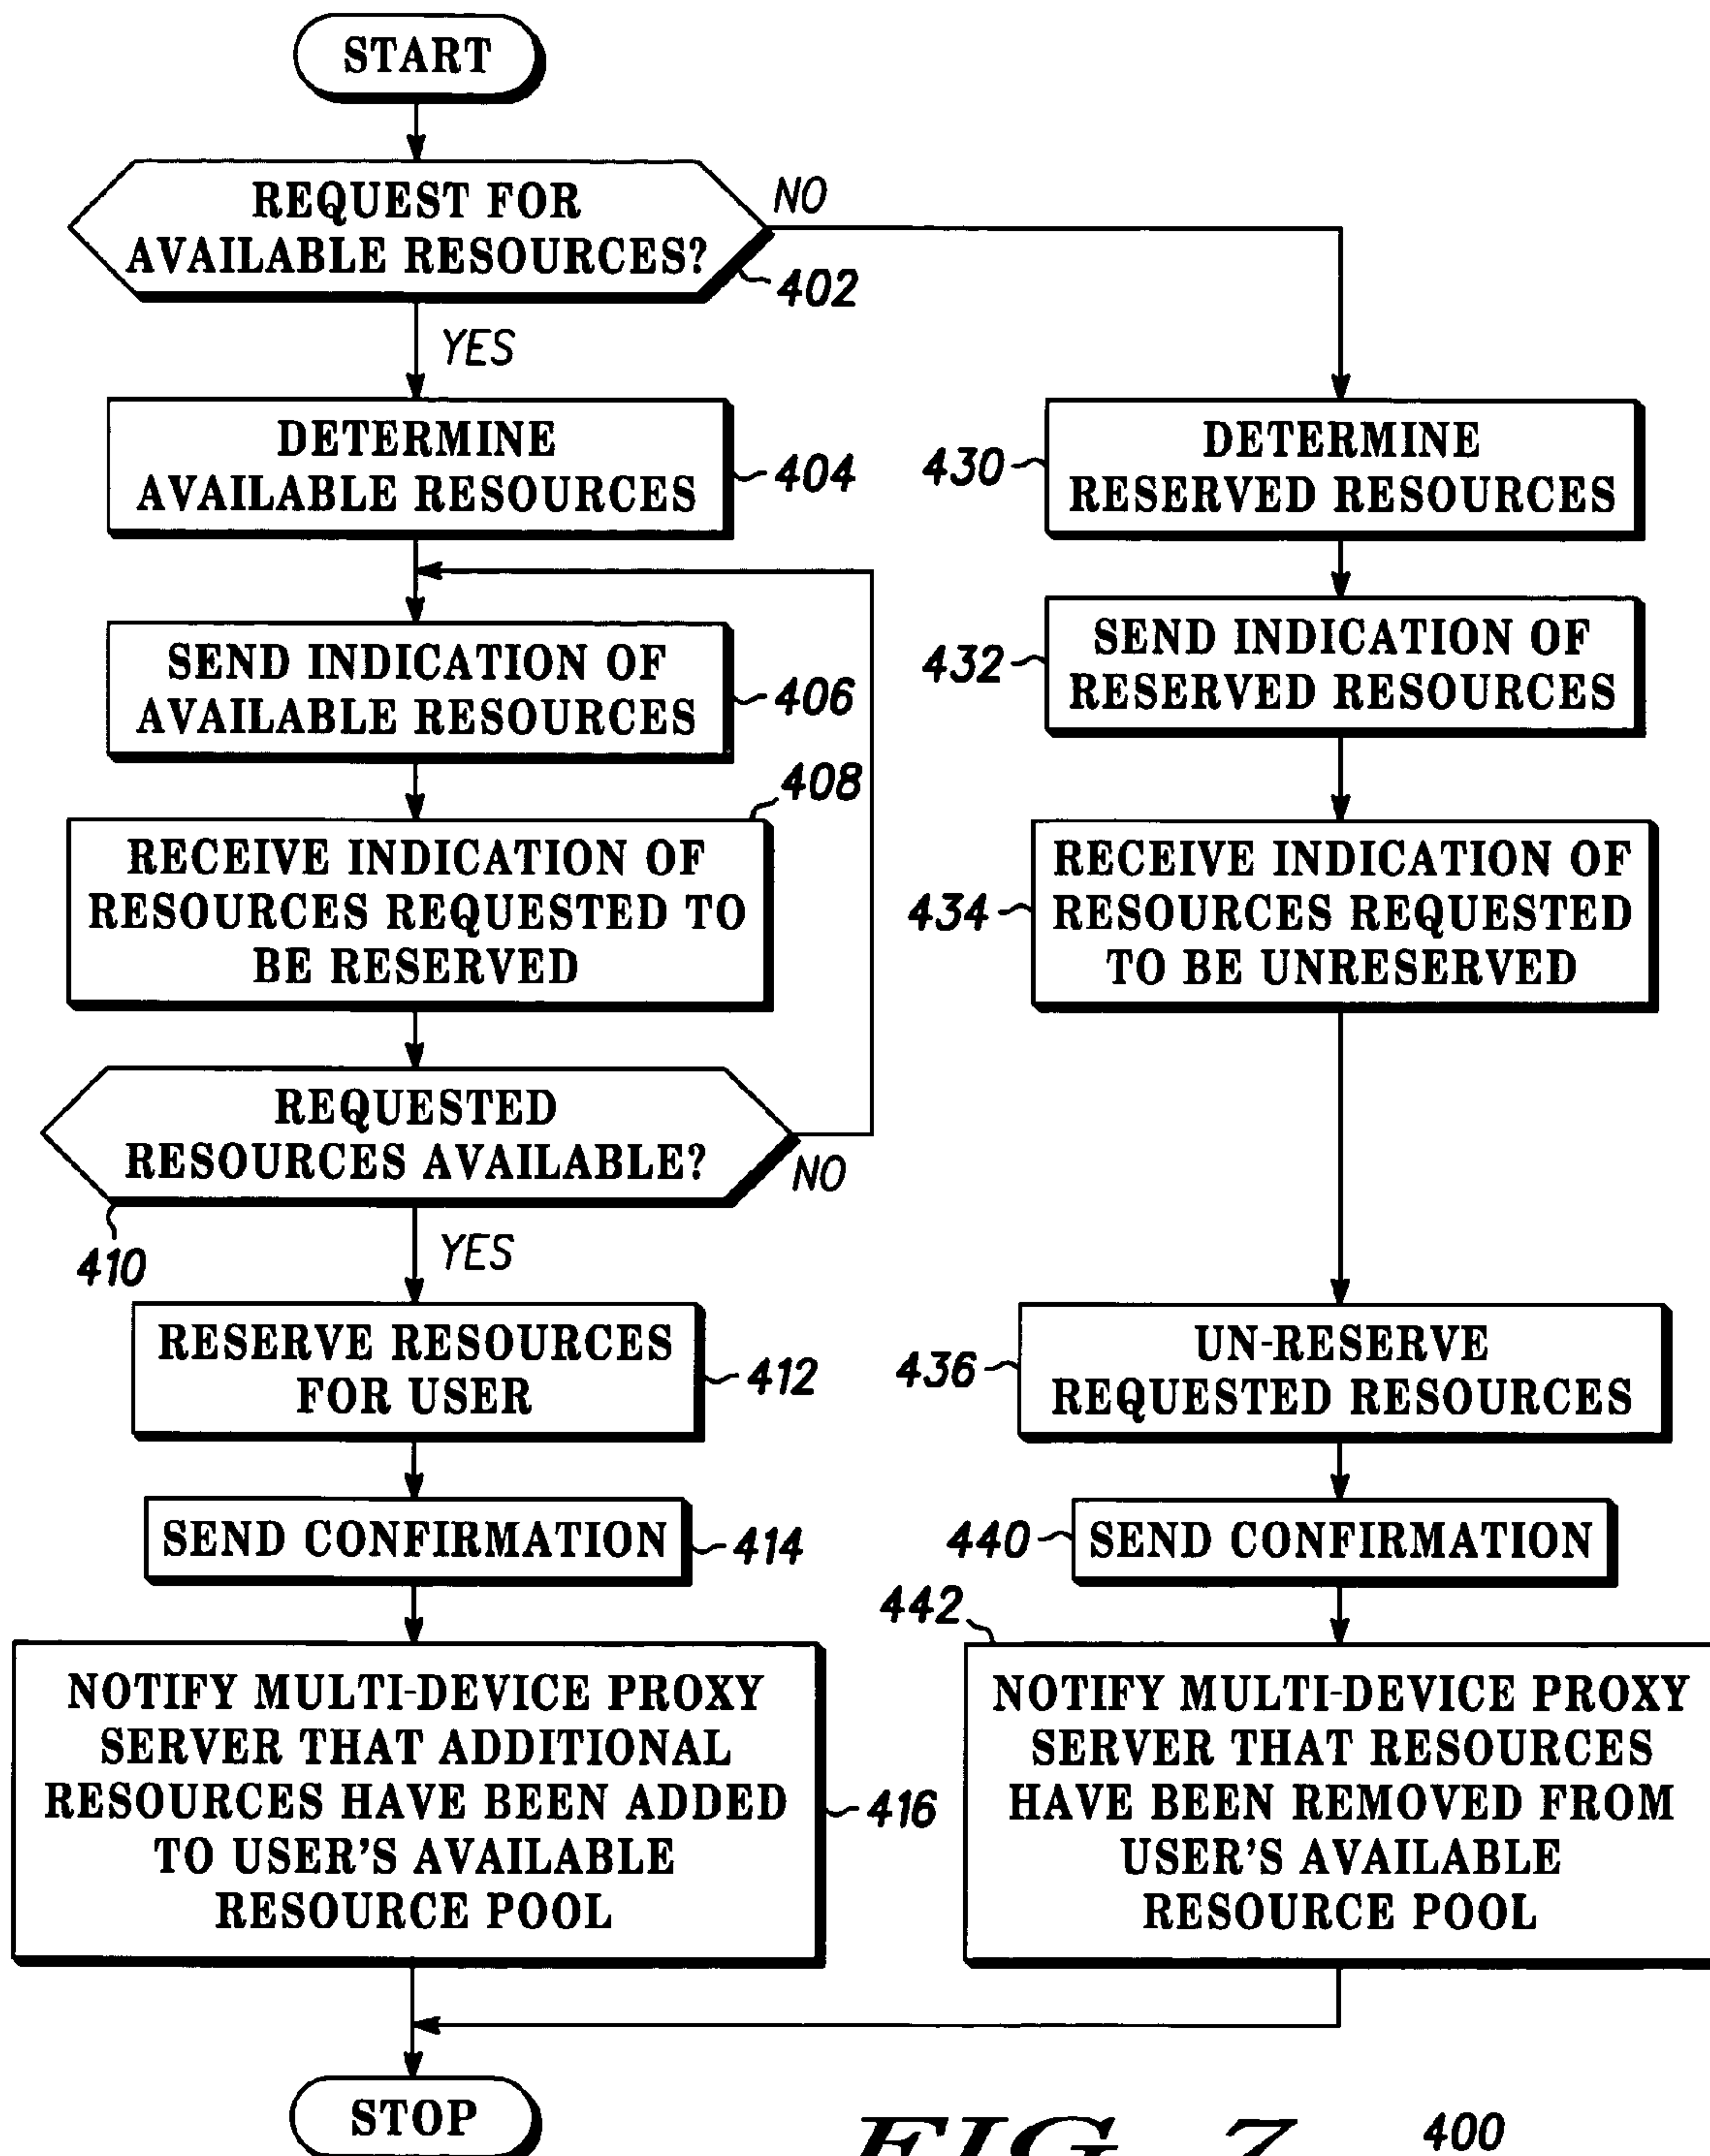 START
REQUEST FOR
AVAILABLE RESOURCES?
NO
402
YES
DETERMINE
AVAILABLE RESOURCES
404
SEND INDICATION OF
AVAILABLE RESOURCES
406
408
RECEIVE INDICATION OF
RESOURCES REQUESTED TO
BE RESERVED
REQUESTED
RESOURCES AVAILABLE?
NO
410
YES
RESERVE RESOURCES
FOR USER
412
SEND CONFIRMATION
414
NOTIFY MULTI-DEVICE PROXY
SERVER THAT ADDITIONAL
RESOURCES HAVE BEEN ADDED
TO USER'S AVAILABLE
RESOURCE POOL
416
430
DETERMINE
RESERVED RESOURCES
432
SEND INDICATION OF
RESERVED RESOURCES
434
RECEIVE INDICATION OF
RESOURCES REQUESTED
TO BE UNRESERVED
436
UN-RESERVE
REQUESTED RESOURCES
440
SEND CONFIRMATION
442
NOTIFY MULTI-DEVICE PROXY
SERVER THAT RESOURCES
HAVE BEEN REMOVED FROM
USER'S AVAILABLE
RESOURCE POOL
STOP
FIG. 7
400